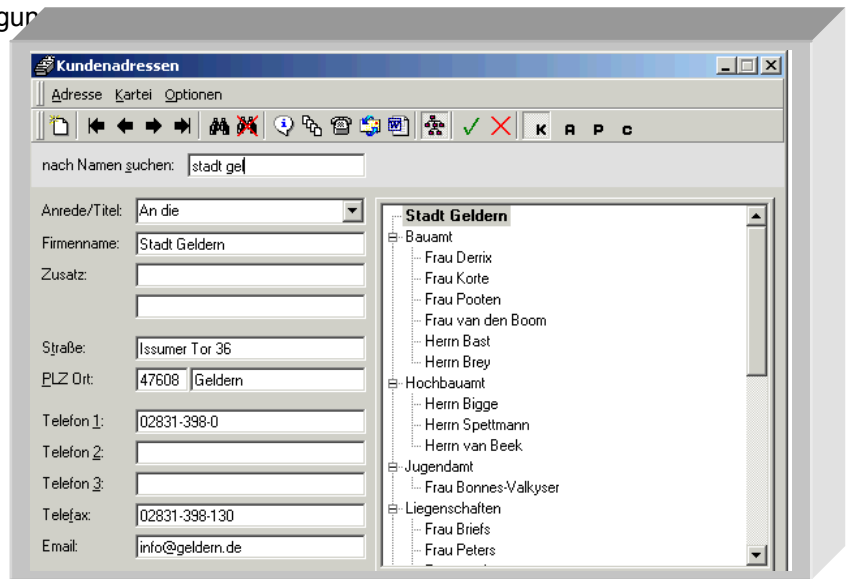 Kundenadressen
Adresse Kartei Optionen
K A P C
nach Namen suchen: stadt gel
Anrede/Titel: An die
Firmenname: Stadt Geldern
Zusatz:
Straße: Issumer Tor 36
PLZ Ort: 47608 Geldern
Telefon 1: 02831-398-0
Telefon 2:
Telefon 3:
Telefax: 02831-398-130
Email: info@geldern.de
Stadt Geldern
Bauamt
Frau Derrix
Frau Korte
Frau Pooten
Frau van den Boom
Herrn Bast
Herrn Brey
Hochbauamt
Herrn Bigge
Herrn Spettmann
Herrn van Beek
Jugendamt
Frau Bonnes-Valkyser
Liegenschaften
Frau Briefs
Frau Peters